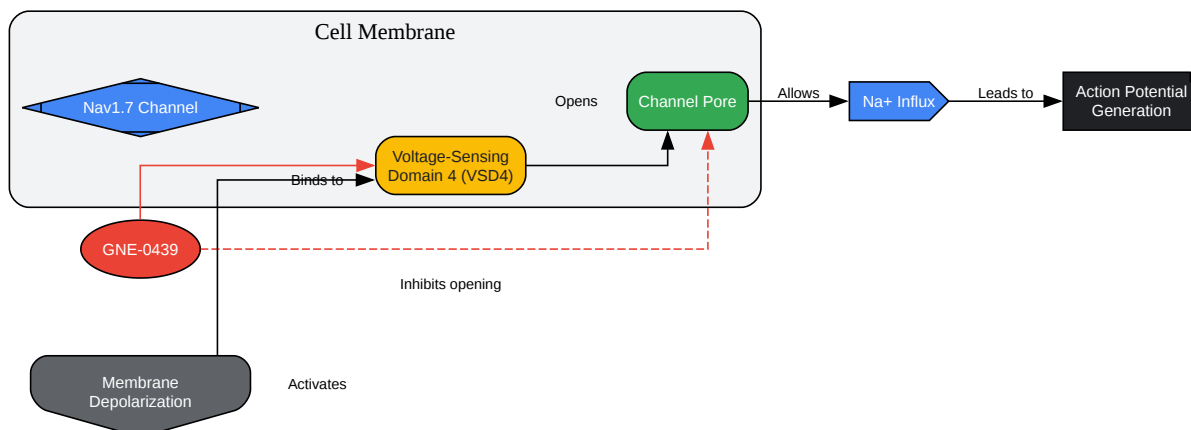 Cell Membrane
Nav1.7 Channel
Opens
Channel Pore
Allows
Na+ Influx
Leads to
Action Potential
Generation
Voltage-Sensing
Domain 4 (VSD4)
Binds to
GNE-0439
Inhibits opening
Membrane
Depolarization
Activates